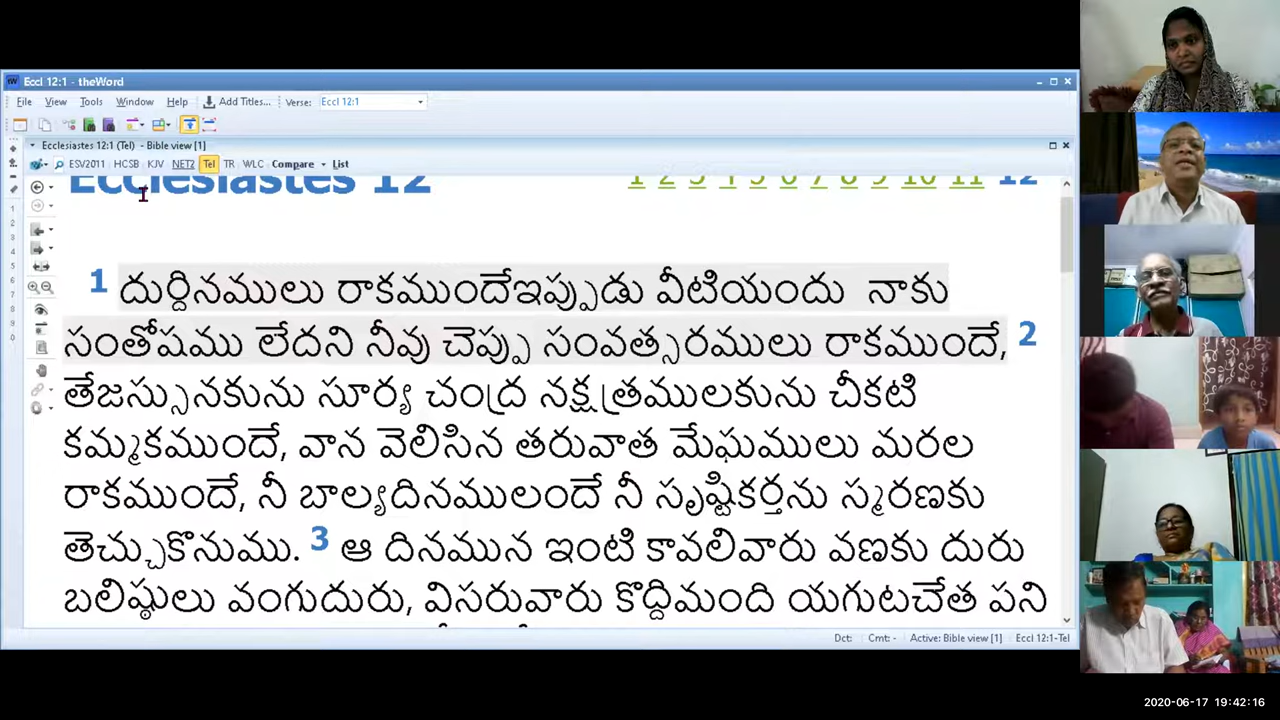 Eccl 12:1 - theWord
File View Tools Window Help Add Titles... Verse: Eccl 12:1
Ecclesiastes 12:1 (Tel) - Bible view [1]
ESV2011 HCSB KJV NET2 Tel TR WLC Compare List
Ecclesiastes 12 1 2 3 4 5 6 7 8 9 10 11 12
1 దుర్దినములు రాకముందేఇప్పుడు వీటియందు నాకు
సంతోషము లేదని నీవు చెప్పు సంవత్సరములు రాకముందే, 2
తేజస్సునకును సూర్య చంద్ర నక్షత్రములకును చీకటి
కమ్మకముందే, వాన వెలిసిన తరువాత మేఘములు మరల
రాకముందే, నీ బాల్యదినములందే నీ సృష్టికర్తను స్మరణకు
తెచ్చుకొనుము. 3 ఆ దినమున ఇంటి కావలివారు వణకు దురు
బలిష్ఠులు వంగుదురు, విసరువారు కొద్దిమంది యగుటచేత పని
Dct: Cmt: - Active: Bible view [1] Eccl 12:1-Tel
2020-06-17 19:42:16